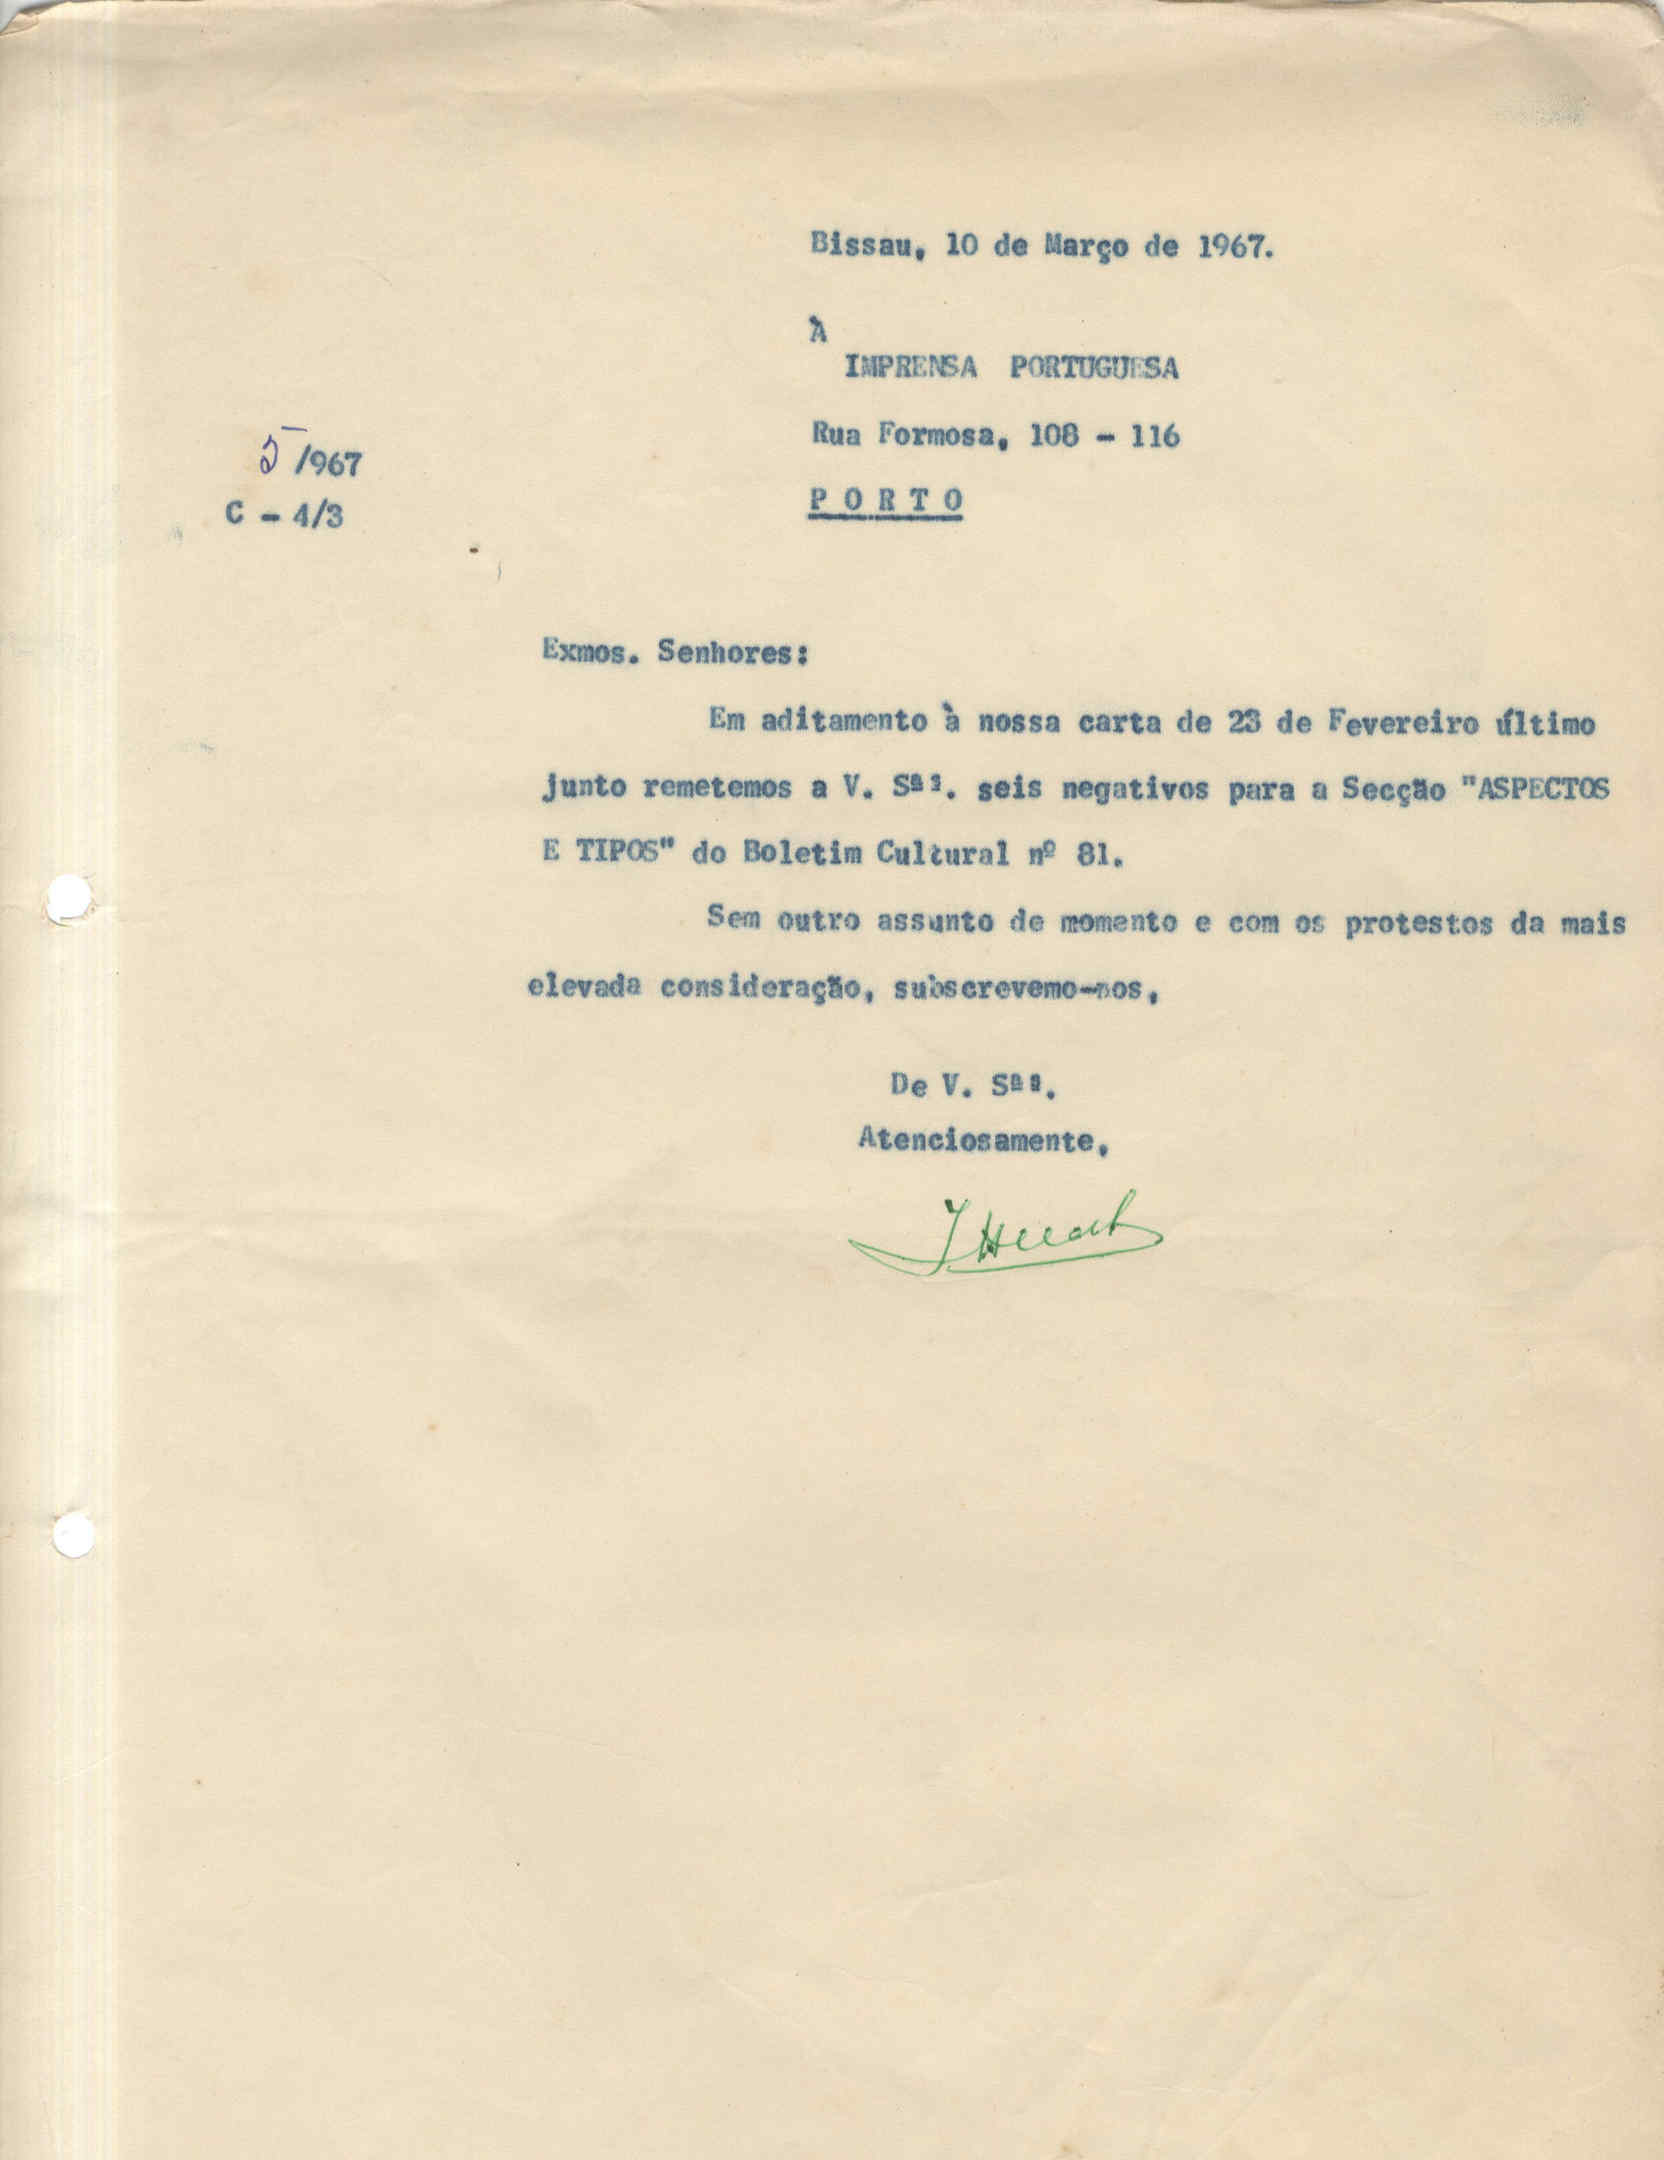 Bissau, 10 de Março de 1967.
À
IMPRENSA PORTUGUESA
Rua Formosa, 108 - 116
5/967
C - 4/3
PORTO
Exmos. Senhores:
Em aditamento à nossa carta de 23 de Fevereiro último
junto remetemos a V. Sªs. seis negativos para a Secção "ASPECTOS
E TIPOS" do Boletim Cultural nº 81.
Sem outro assunto de momento e com os protestos da mais
elevada consideração, subscrevemo-nos,
De V. Sªs.
Atenciosamente,